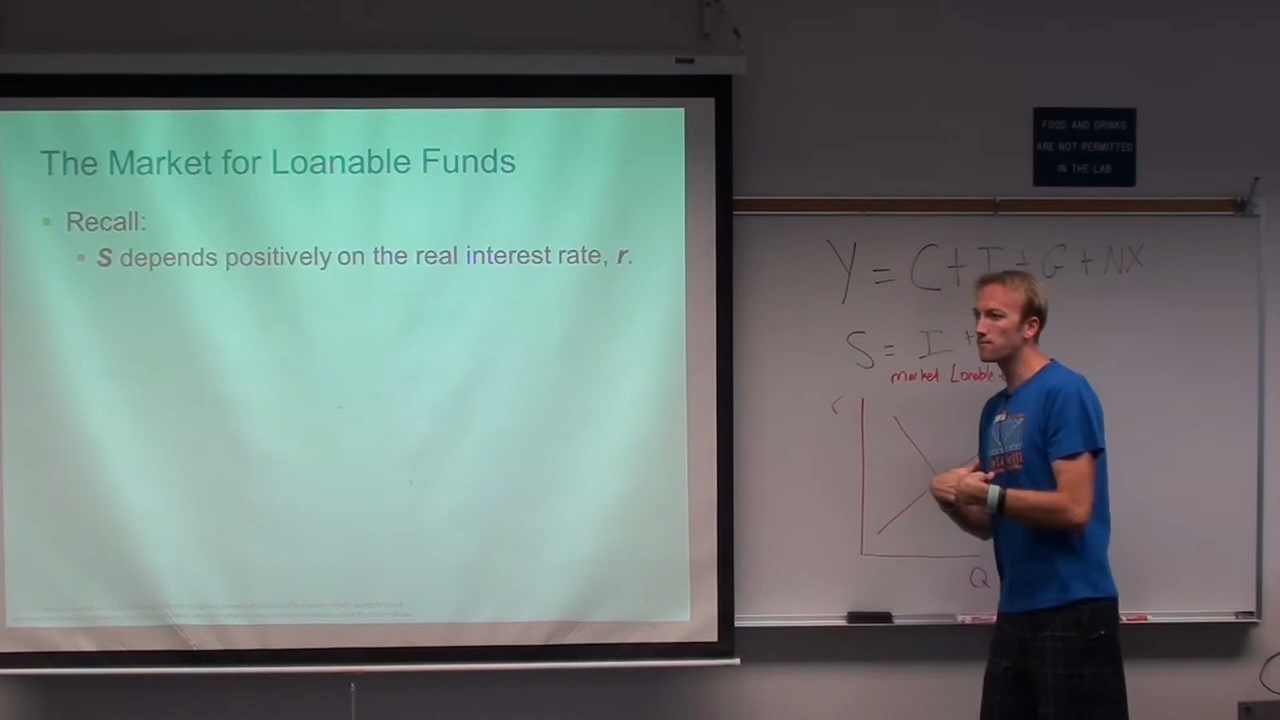 The Market for Loanable Funds
Recall:
S depends positively on the real interest rate, r.
FOOD AND DRINKS
ARE NOT PERMITTED
IN THE LAB
Y = C + I + G + NX
S = I +
market Lonable
r
Q